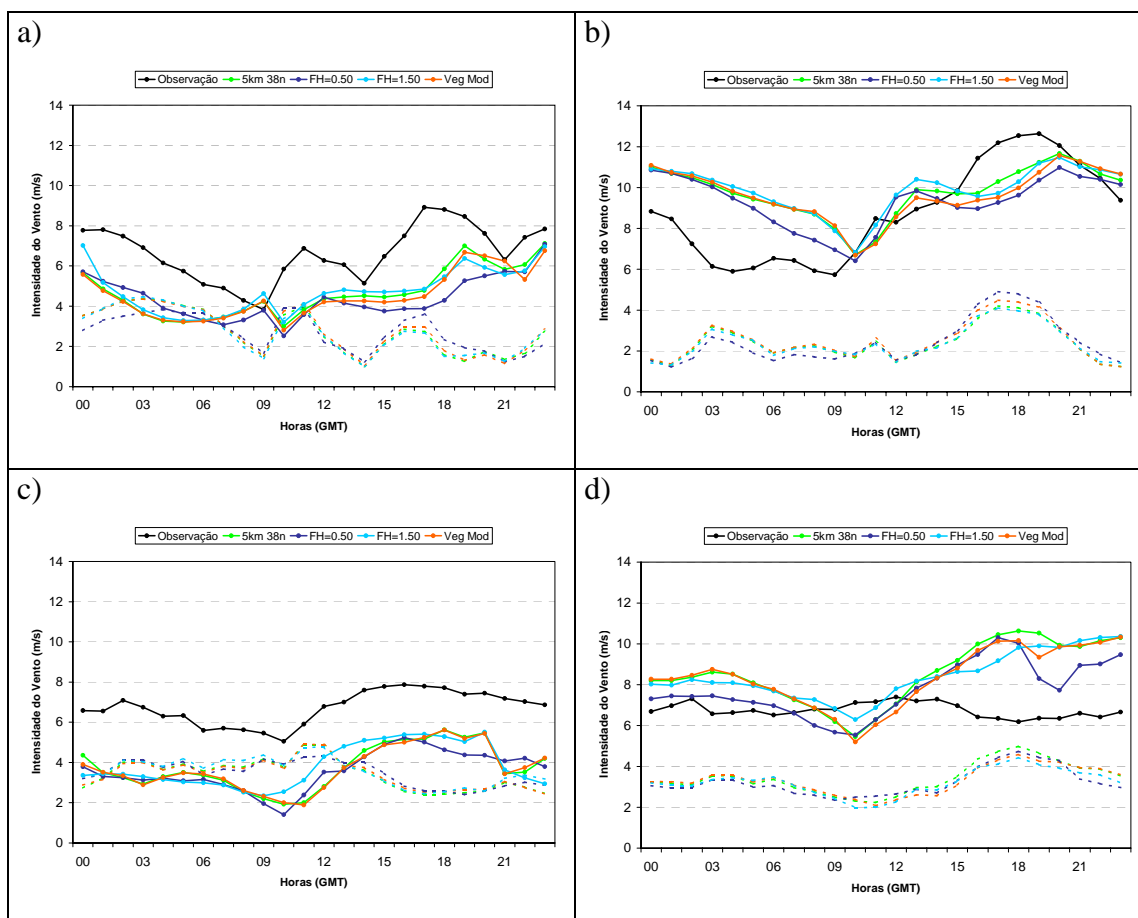 a)
Observação 5km 38n FH=0.50 FH=1.50 Veg Mod
Intensidade do Vento (m/s)
14
12
10
8
6
4
2
0
00 03 06 09 12 15 18 21
Horas (GMT)
b)
Observação 5km 38n FH=0.50 FH=1.50 Veg Mod
Intensidade do Vento (m/s)
14
12
10
8
6
4
2
0
00 03 06 09 12 15 18 21
Horas (GMT)
c)
Observação 5km 38n FH=0.50 FH=1.50 Veg Mod
Intensidade do Vento (m/s)
14
12
10
8
6
4
2
0
00 03 06 09 12 15 18 21
Horas (GMT)
d)
Observação 5km 38n FH=0.50 FH=1.50 Veg Mod
Intensidade do Vento (m/s)
14
12
10
8
6
4
2
0
00 03 06 09 12 15 18 21
Horas (GMT)